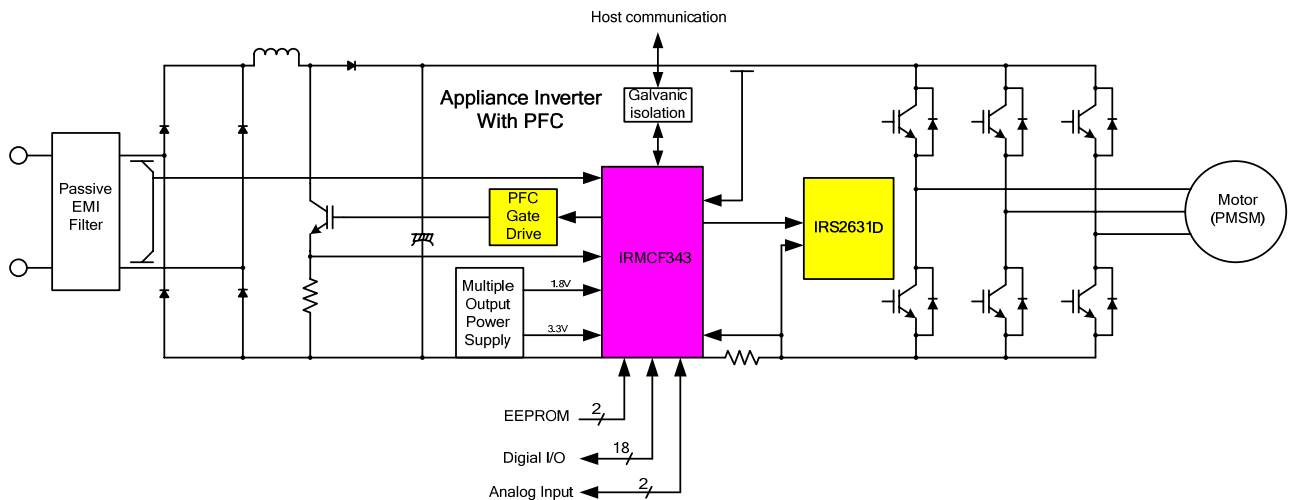 Host communication
Appliance Inverter
With PFC
Galvanic
isolation
Passive
EMI
Filter
PFC
Gate
Drive
IRMCF343
IRS2631D
Motor
(PMSM)
Multiple
Output
Power
Supply
1.8V
3.3V
EEPROM
2
Digial I/O
18
Analog Input
2